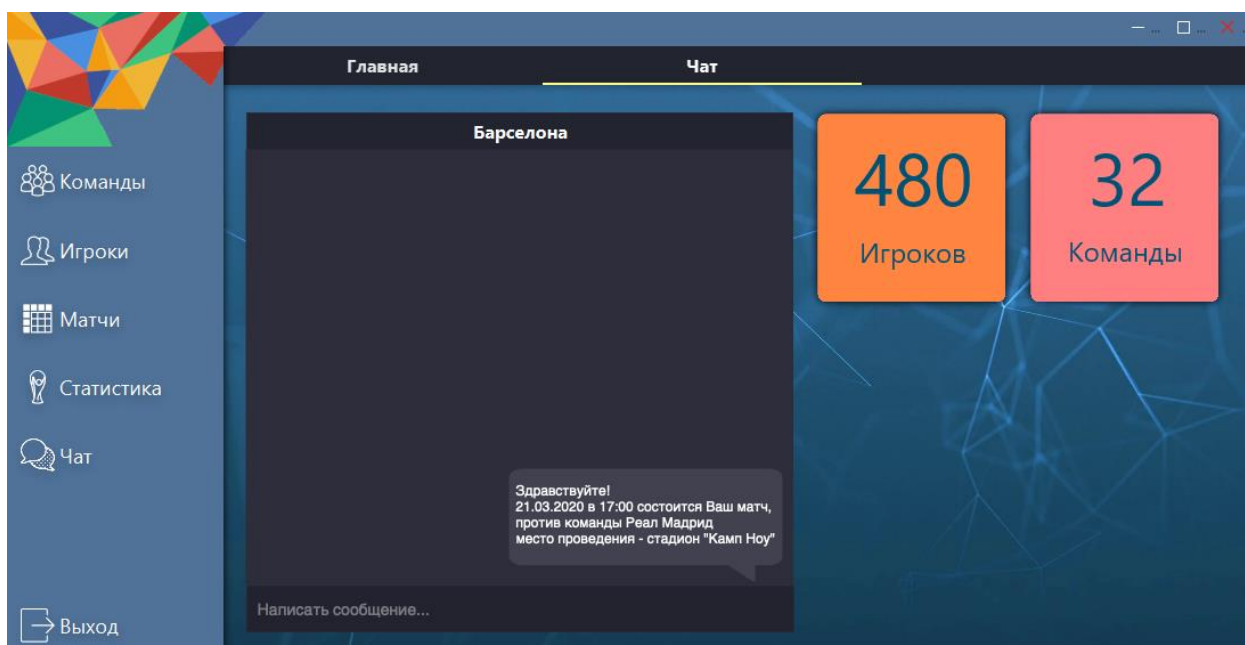 Главная
Чат
Команды
Игроки
Матчи
Статистика
Чат
Выход
Барселона
Здравствуйте!
21.03.2020 в 17:00 состоится Ваш матч,
против команды Реал Мадрид
место проведения - стадион "Камп Ноу"
Написать сообщение...
480
Игроков
32
Команды